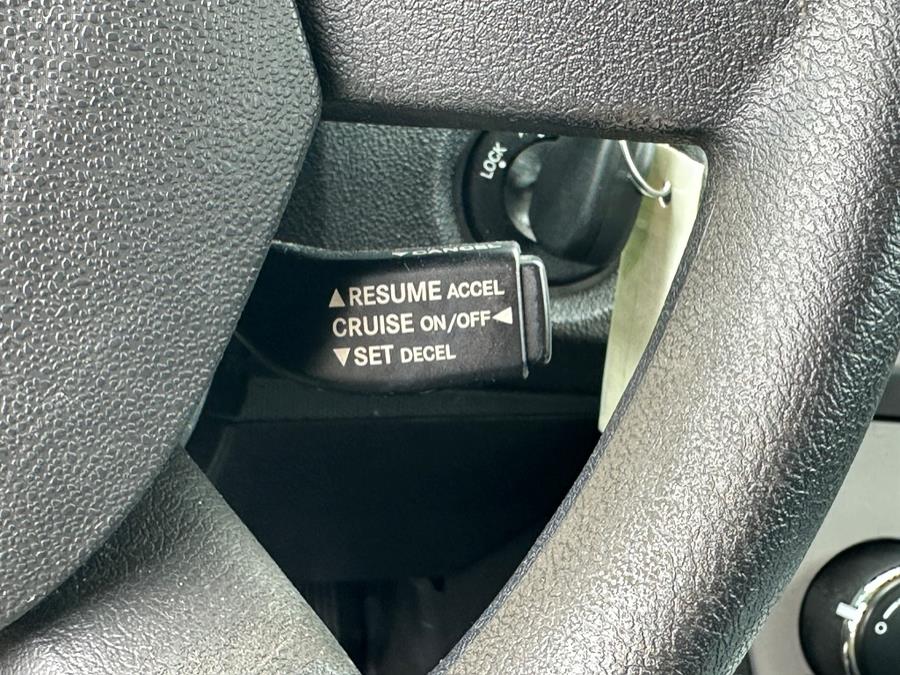 LOCK
▲RESUME ACCEL
CRUISE ON/OFF◀
▼SET DECEL